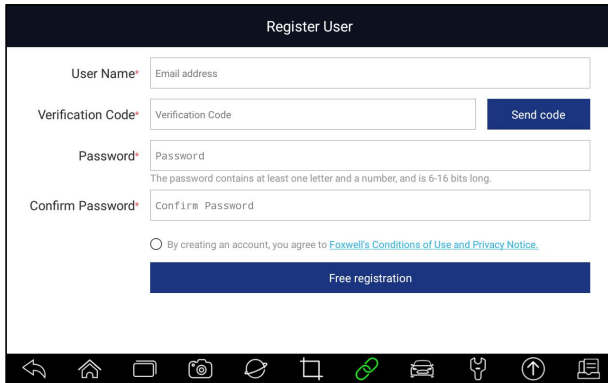 Register User
User Name* Email address
Verification Code* Verification Code Send code
Password* Password
The password contains at least one letter and a number, and is 6-16 bits long.
Confirm Password* Confirm Password
By creating an account, you agree to Foxwell's Conditions of Use and Privacy Notice.
Free registration